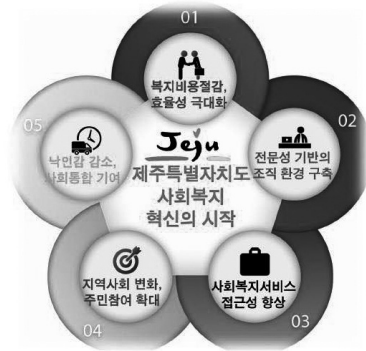 01
복지비용절감,
효율성 극대화
02
전문성 기반의
조직 환경 구축
03
사회복지서비스
접근성 향상
04
지역사회 변화,
주민참여 확대
05
낙인감 감소,
사회통합 기여
Jeju
제주특별자치도
사회복지
혁신의 시작